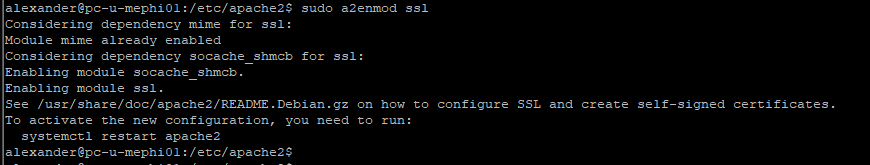 alexander@pc-u-mephi01:/etc/apache2$ sudo a2enmod ssl
Considering dependency mime for ssl:
Module mime already enabled
Considering dependency socache_shmcb for ssl:
Enabling module socache_shmcb.
Enabling module ssl.
See /usr/share/doc/apache2/README.Debian.gz on how to configure SSL and create self-signed certificates.
To activate the new configuration, you need to run:
  systemctl restart apache2
alexander@pc-u-mephi01:/etc/apache2$